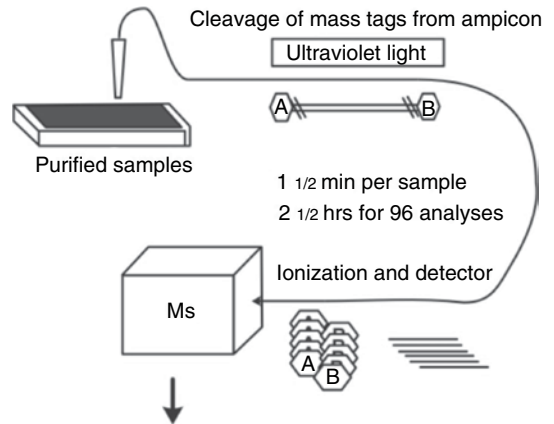 Cleavage of mass tags from ampicon
Ultraviolet light
A
B
Purified samples
1 1/2 min per sample
2 1/2 hrs for 96 analyses
Ionization and detector
Ms
A
B